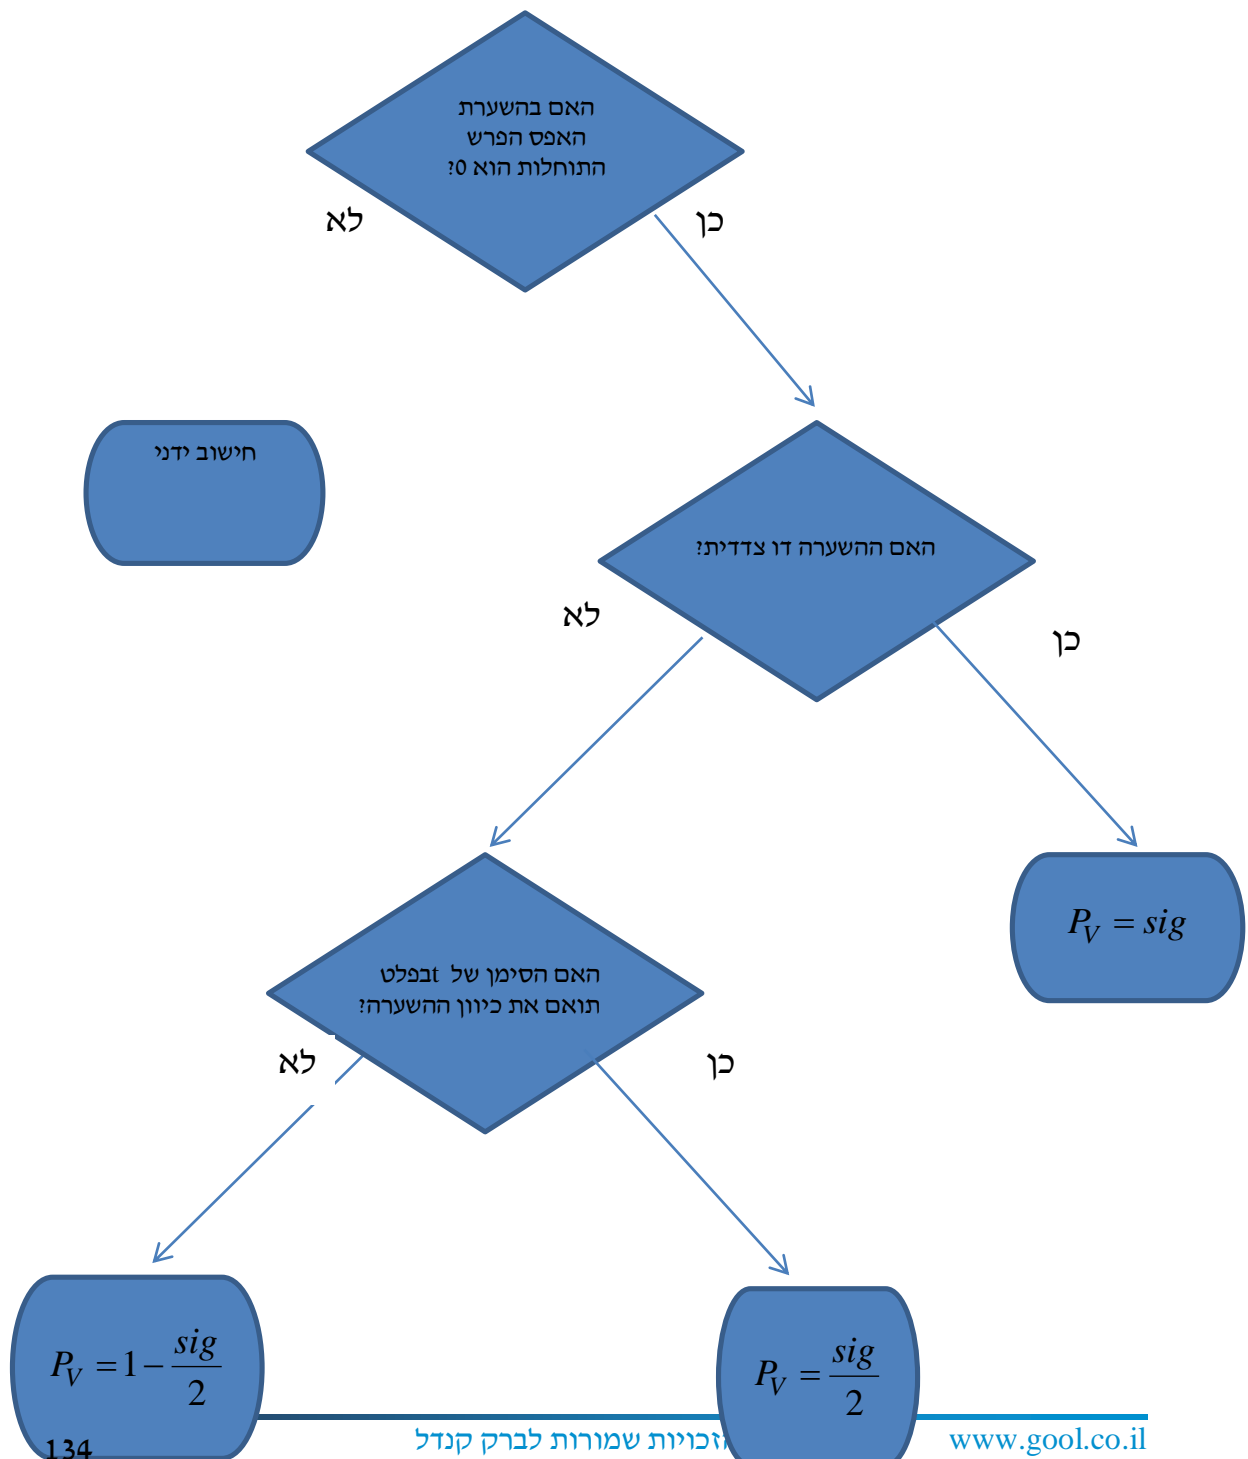 האם בהשערת
האפס הפרש
התוחלות הוא 0?
לא
כן
חישוב ידני
האם ההשערה דו צדדית?
לא
כן
P_V = sig
האם הסימן של tבפלט
תואם את כיוון ההשערה?
לא
כן
P_V = 1 - sig/2
P_V = sig/2
134
זכויות שמורות לברק קנדל
www.gool.co.il